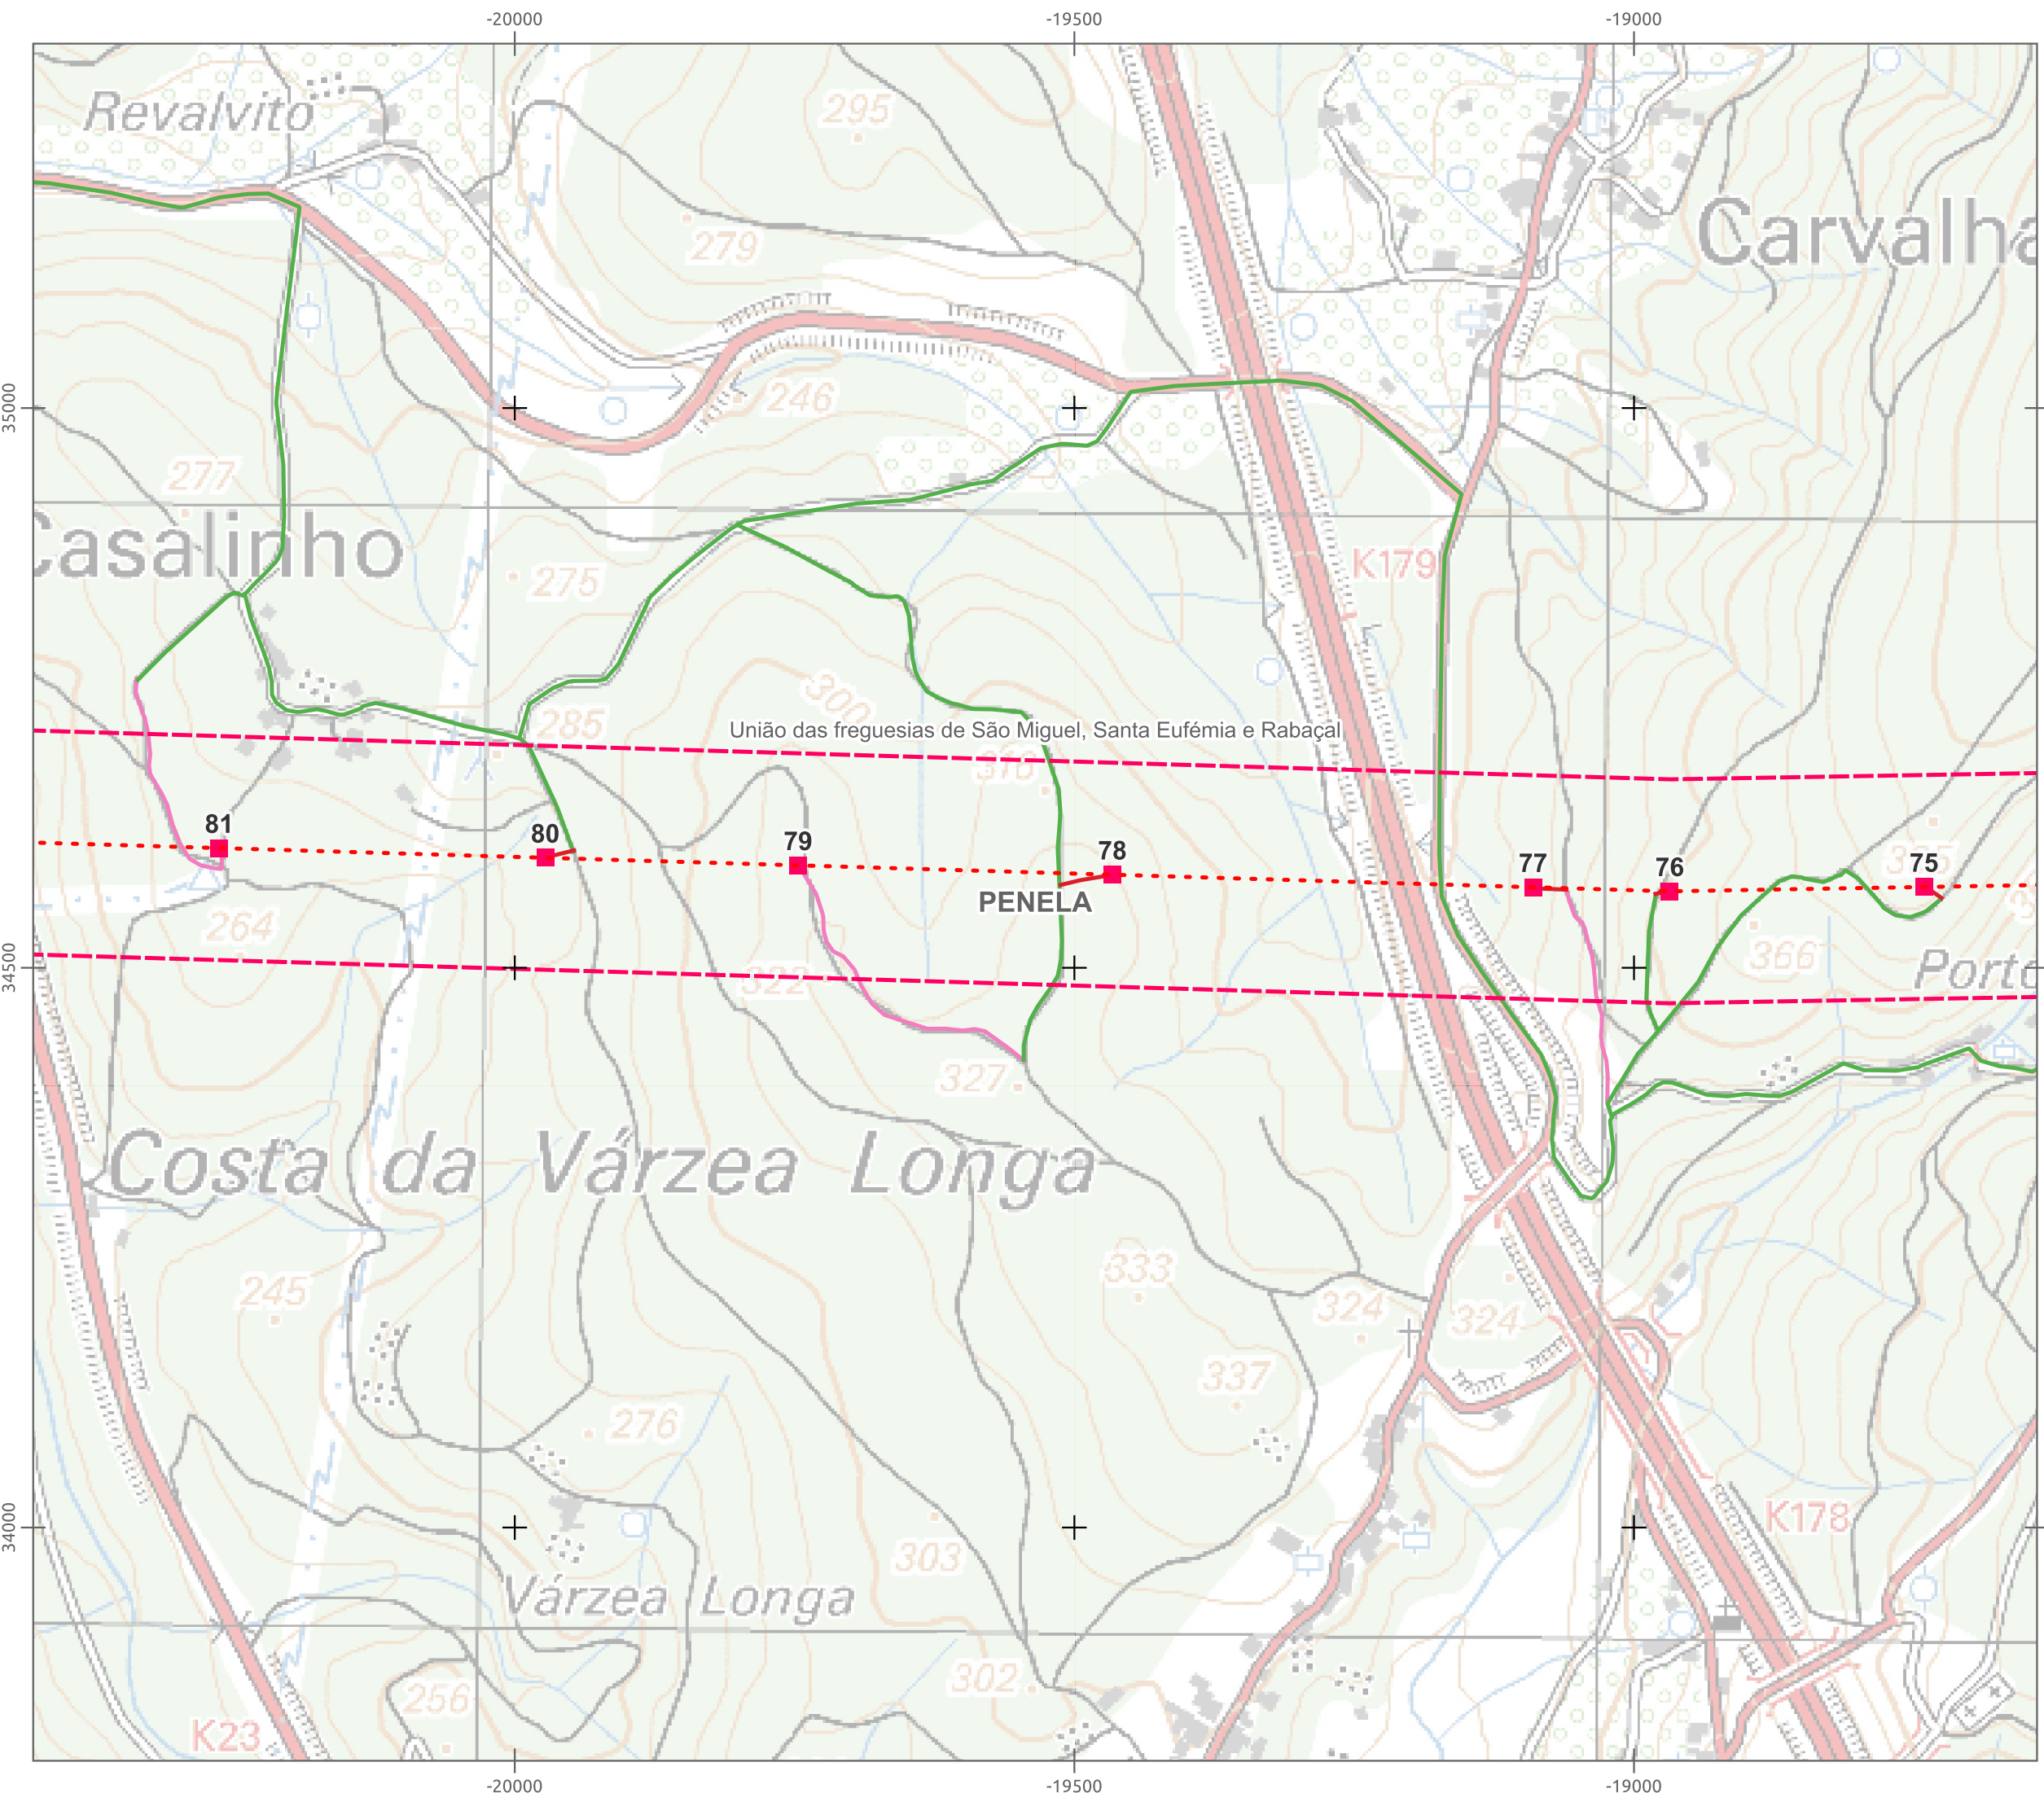 -20000 -19500 -19000
Revalvito
295
279
Carvalha
35000
246
277
Casalinho
275
K179
300
285
União das freguesias de São Miguel, Santa Eufémia e Rabaçal
316
81
80
79
78
77
76
75
PENELA
264
366
Porto
34500
322
327
Costa da Várzea Longa
333
245
324
324
337
276
34000
K178
303
Várzea Longa
302
256
K23
-20000 -19500 -19000